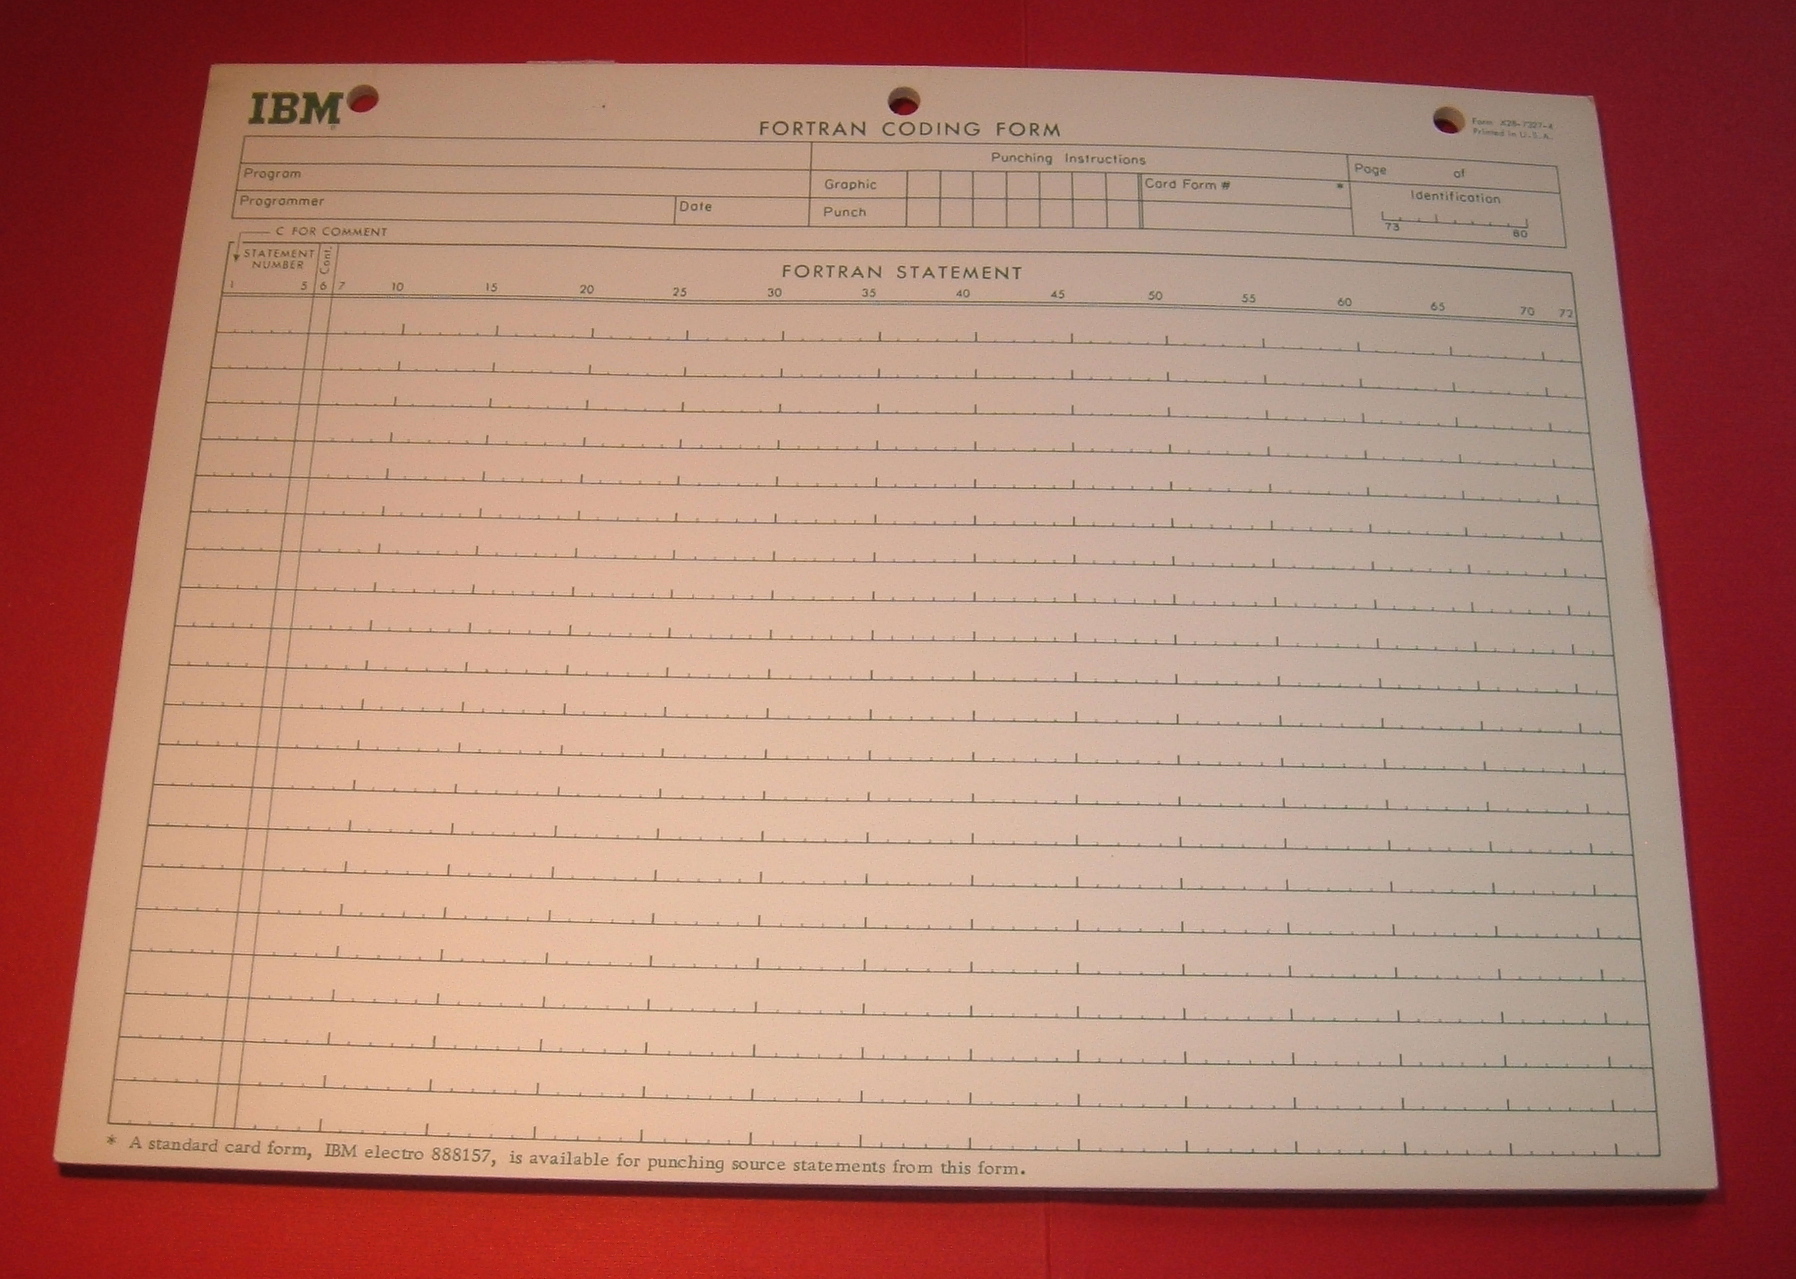 IBM
FORTRAN CODING FORM
Form X28-7327-4
Printed in U.S.A.
Program
Punching Instructions
Page of
Graphic
Card Form # *
Identification
Programmer
Date
Punch
73 80
C FOR COMMENT
STATEMENT NUMBER
Cont.
FORTRAN STATEMENT
1 5 6 7 10 15 20 25 30 35 40 45 50 55 60 65 70 72
* A standard card form, IBM electro 888157, is available for punching source statements from this form.